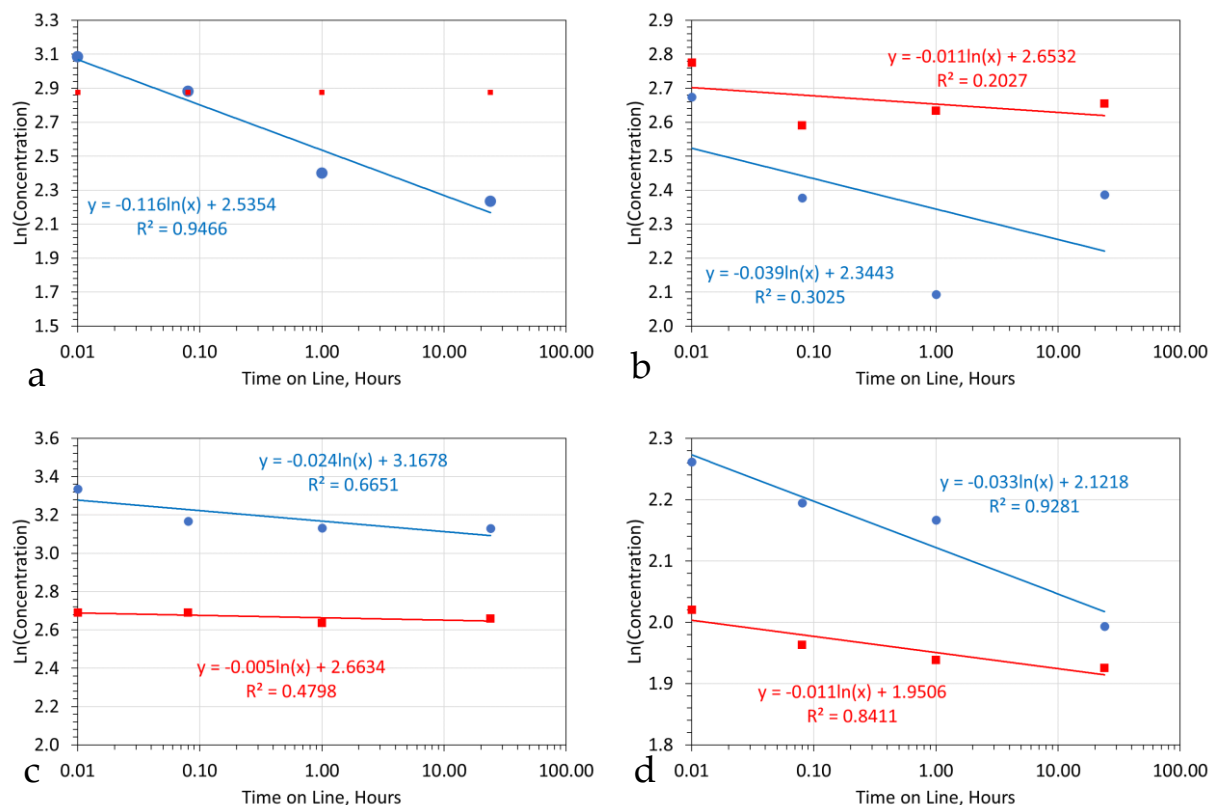 Ln(Concentration)
3.3
3.1
2.9
2.7
2.5
2.3
2.1
1.9
1.7
1.5
y = -0.116ln(x) + 2.5354
R² = 0.9466
0.01 0.10 1.00 10.00 100.00
Time on Line, Hours
a
Ln(Concentration)
2.9
2.8
2.7
2.6
2.5
2.4
2.3
2.2
2.1
2.0
y = -0.011ln(x) + 2.6532
R² = 0.2027
y = -0.039ln(x) + 2.3443
R² = 0.3025
0.01 0.10 1.00 10.00 100.00
Time on Line, Hours
b
Ln(Concentration)
3.6
3.4
3.2
3.0
2.8
2.6
2.4
2.2
2.0
y = -0.024ln(x) + 3.1678
R² = 0.6651
y = -0.005ln(x) + 2.6634
R² = 0.4798
0.01 0.10 1.00 10.00 100.00
Time on Line, Hours
c
Ln(Concentration)
2.3
2.2
2.1
2.0
1.9
1.8
y = -0.033ln(x) + 2.1218
R² = 0.9281
y = -0.011ln(x) + 1.9506
R² = 0.8411
0.01 0.10 1.00 10.00 100.00
Time on Line, Hours
d